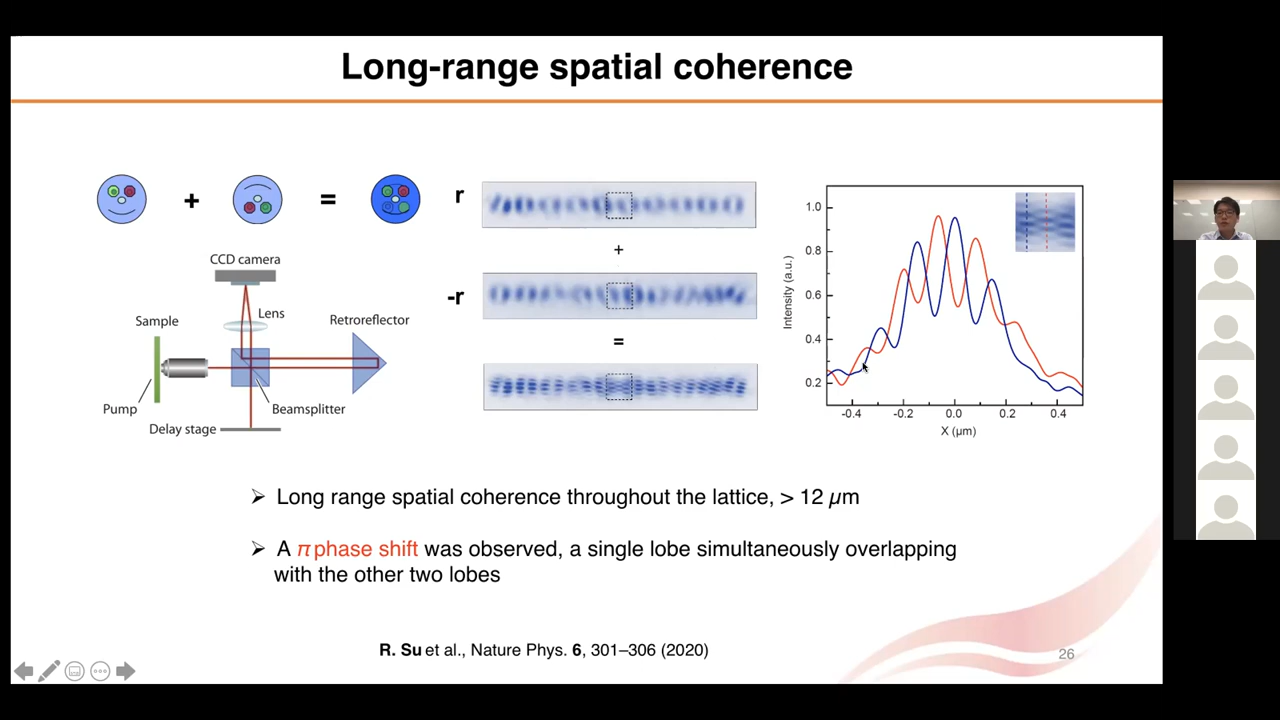 Long-range spatial coherence
+
=
r
+
-r
=
CCD camera
Lens
Sample
Retroreflector
Pump
Beamsplitter
Delay stage
Intensity (a.u.)
1.0
0.8
0.6
0.4
0.2
-0.4
-0.2
0.0
0.2
0.4
X (µm)
➢ Long range spatial coherence throughout the lattice, > 12 µm
➢ A π phase shift was observed, a single lobe simultaneously overlapping
with the other two lobes
R. Su et al., Nature Phys. 6, 301–306 (2020)
26